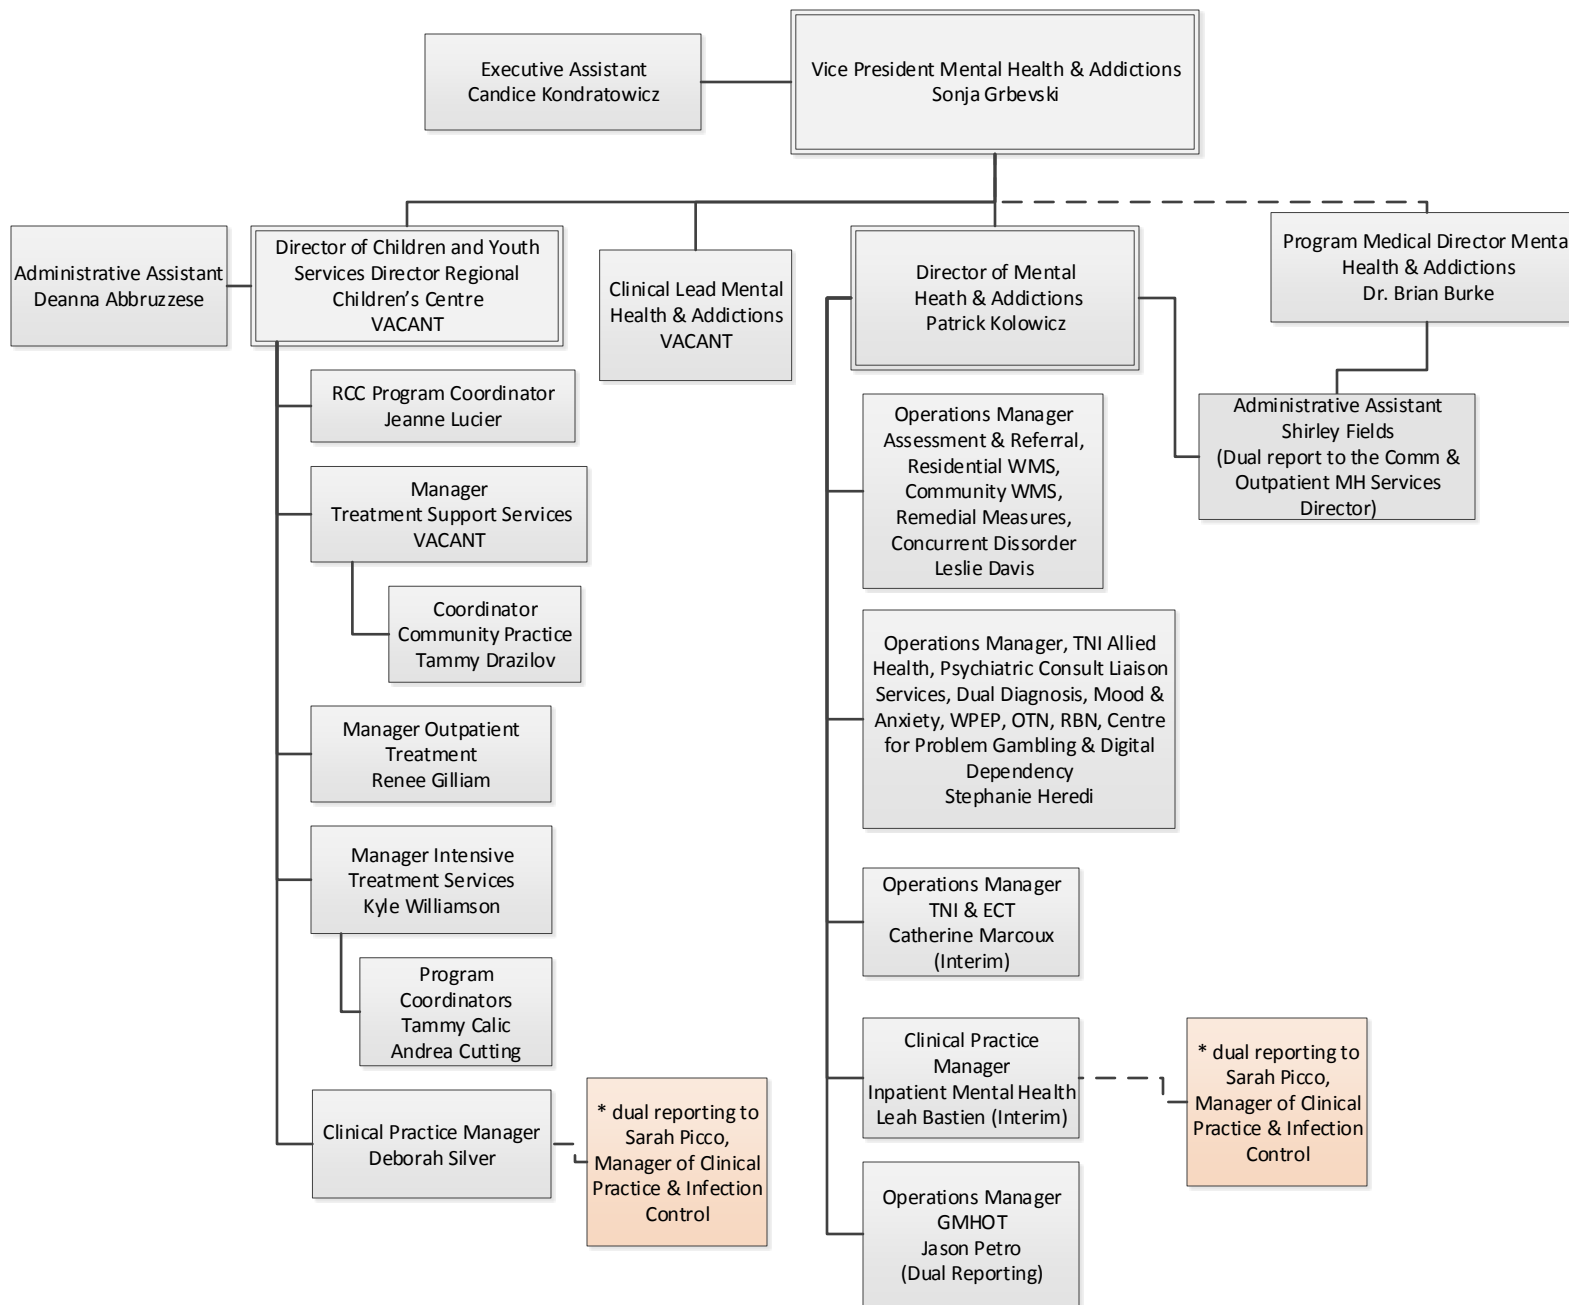 Executive Assistant
Candice Kondratowicz
Vice President Mental Health & Addictions
Sonja Grbevski
Administrative Assistant
Deanna Abbruzzese
Director of Children and Youth
Services Director Regional
Children’s Centre
VACANT
Clinical Lead Mental
Health & Addictions
VACANT
Director of Mental
Heath & Addictions
Patrick Kolowicz
Program Medical Director Menta
Health & Addictions
Dr. Brian Burke
Administrative Assistant
Shirley Fields
(Dual report to the Comm &
Outpatient MH Services
Director)
RCC Program Coordinator
Jeanne Lucier
Manager
Treatment Support Services
VACANT
Coordinator
Community Practice
Tammy Drazilov
Manager Outpatient
Treatment
Renee Gilliam
Manager Intensive
Treatment Services
Kyle Williamson
Program
Coordinators
Tammy Calic
Andrea Cutting
Clinical Practice Manager
Deborah Silver
* dual reporting to
Sarah Picco,
Manager of Clinical
Practice & Infection
Control
Operations Manager
Assessment & Referral,
Residential WMS,
Community WMS,
Remedial Measures,
Concurrent Dissorder
Leslie Davis
Operations Manager, TNI Allied
Health, Psychiatric Consult Liaison
Services, Dual Diagnosis, Mood &
Anxiety, WPEP, OTN, RBN, Centre
for Problem Gambling & Digital
Dependency
Stephanie Heredi
Operations Manager
TNI & ECT
Catherine Marcoux
(Interim)
Clinical Practice
Manager
Inpatient Mental Health
Leah Bastien (Interim)
* dual reporting to
Sarah Picco,
Manager of Clinical
Practice & Infection
Control
Operations Manager
GMHOT
Jason Petro
(Dual Reporting)